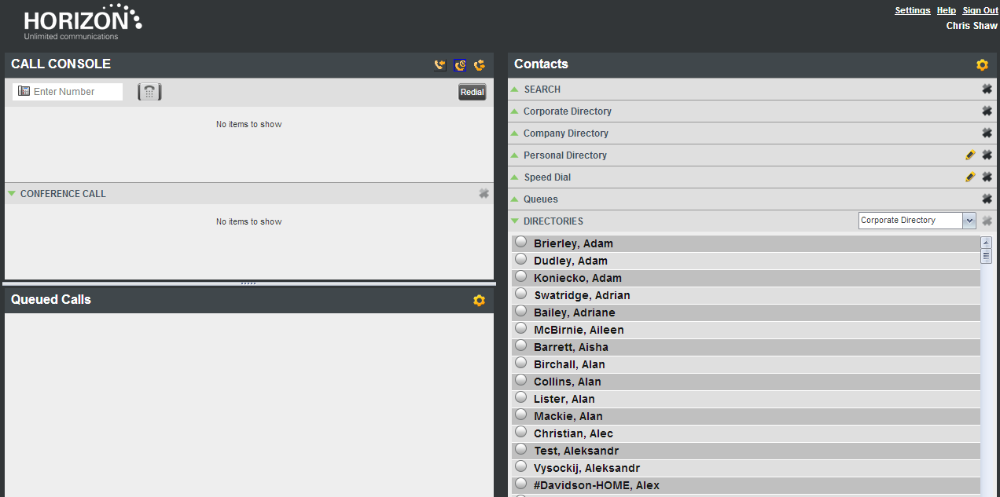 HORIZON
Unlimited communications
Settings Help Sign Out
Chris Shaw
CALL CONSOLE
Enter Number
Redial
No items to show
CONFERENCE CALL
No items to show
Queued Calls
Contacts
SEARCH
Corporate Directory
Company Directory
Personal Directory
Speed Dial
Queues
DIRECTORIES
Corporate Directory
Brierley, Adam
Dudley, Adam
Koniecko, Adam
Swatridge, Adrian
Bailey, Adriane
McBirnie, Aileen
Barrett, Aisha
Birchall, Alan
Collins, Alan
Lister, Alan
Mackie, Alan
Christian, Alec
Test, Aleksandr
Vysockij, Aleksandr
#Davidson-HOME, Alex